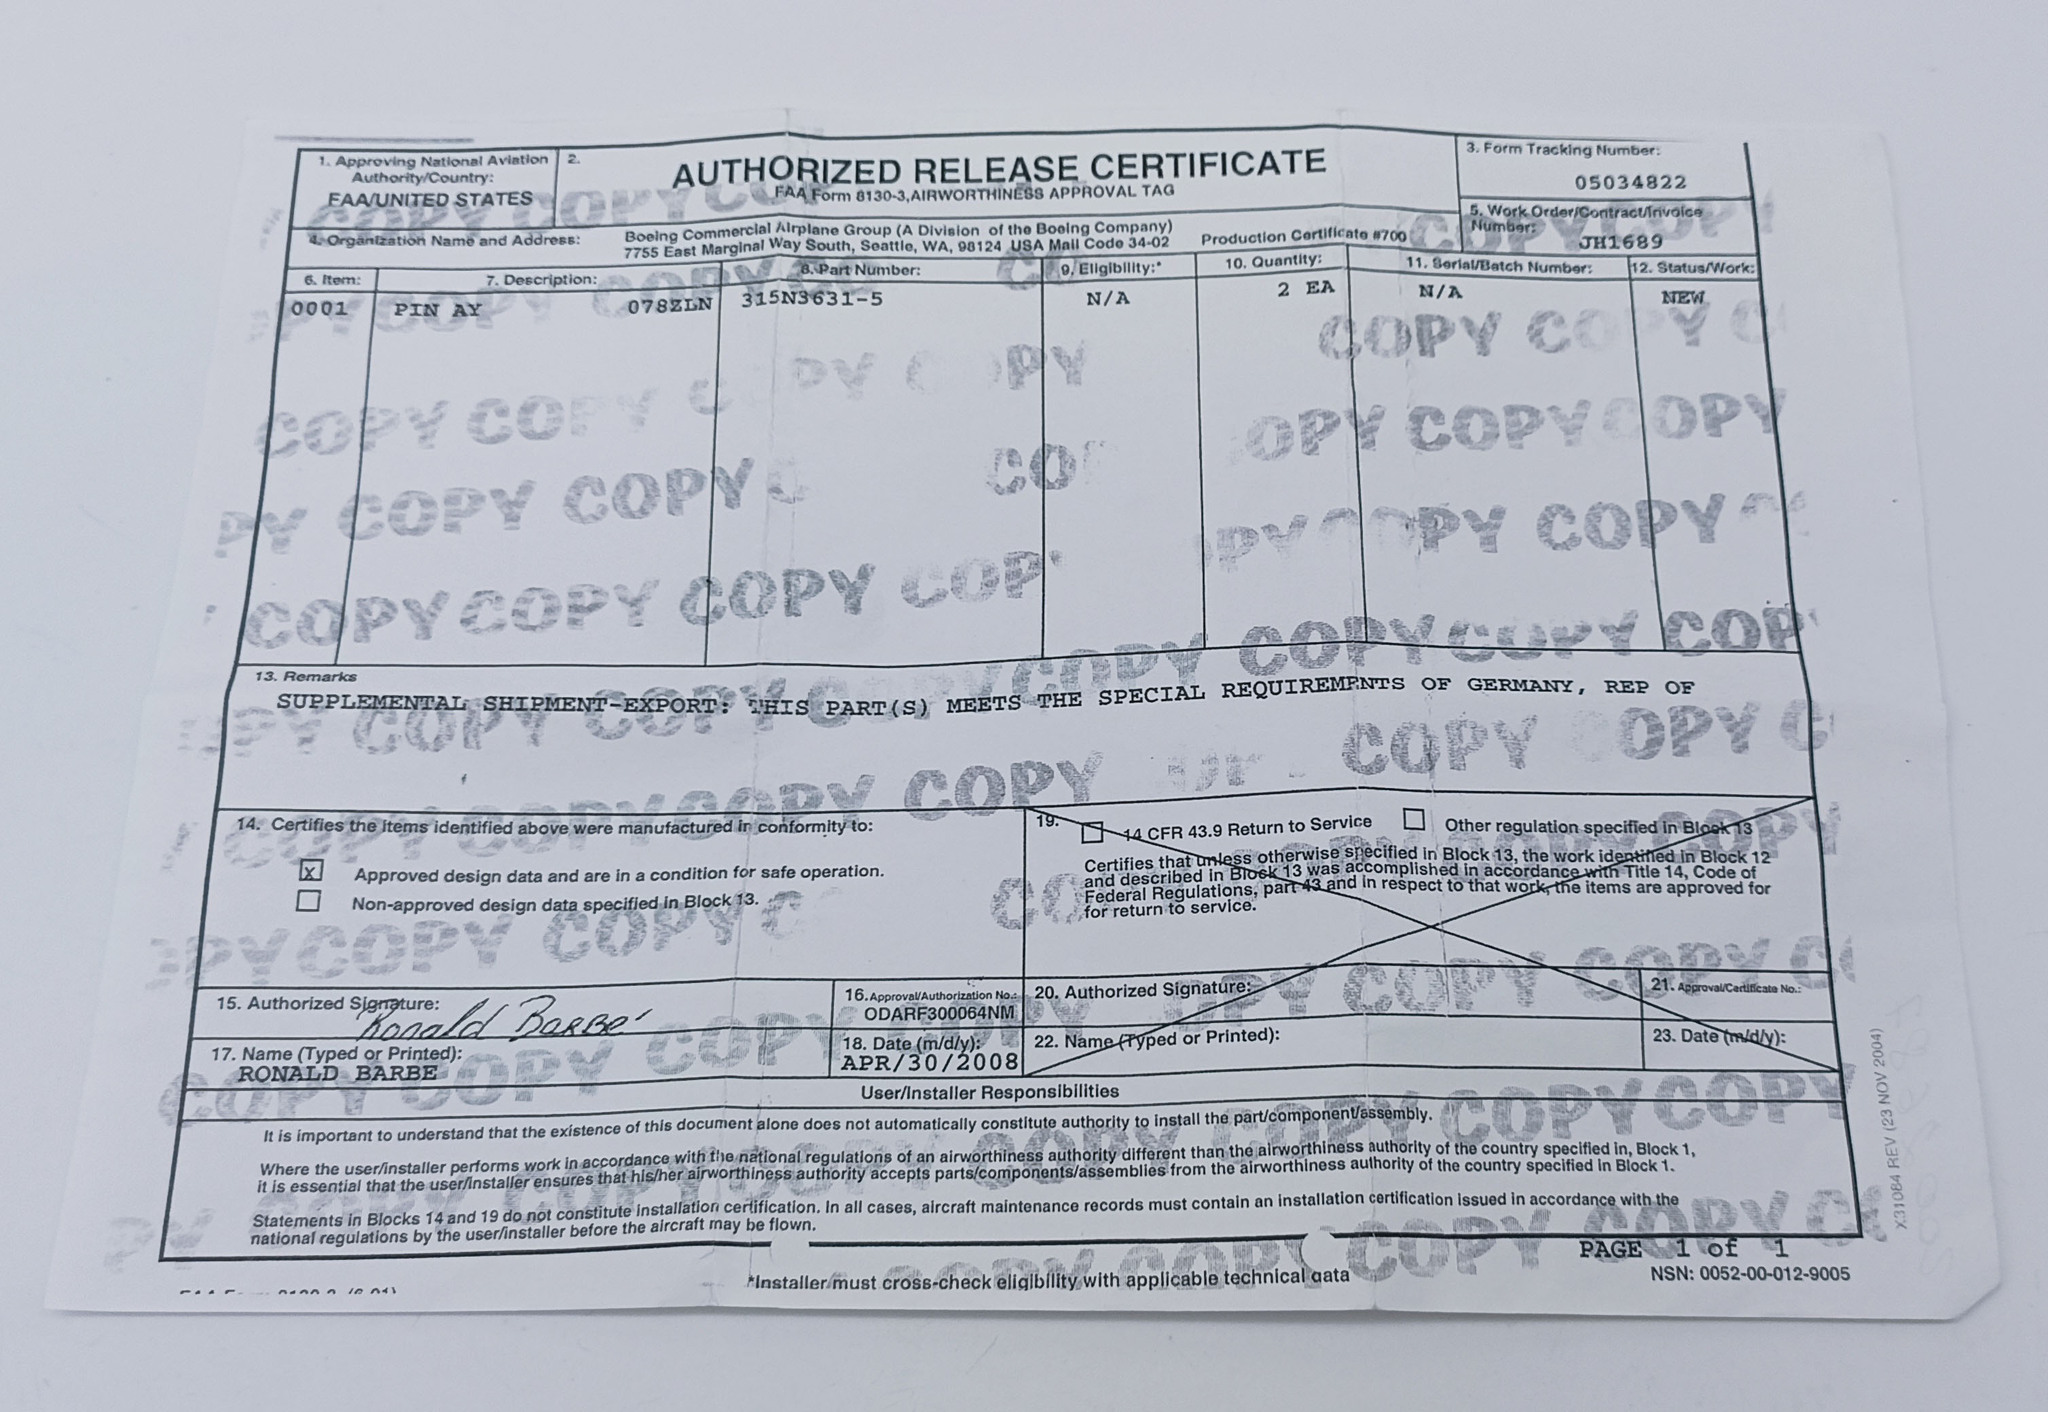 1. Approving National Aviation Authority/Country:
FAA/UNITED STATES
2.
AUTHORIZED RELEASE CERTIFICATE
FAA Form 8130-3, AIRWORTHINESS APPROVAL TAG
3. Form Tracking Number:
05034822
4. Organization Name and Address:
Boeing Commercial Airplane Group (A Division of the Boeing Company)
7755 East Marginal Way South, Seattle, WA, 98124 USA Mail Code 34-02
Production Certificate #700
5. Work Order/Contract/Invoice
Number:
JH1689
6. Item: 7. Description: 8. Part Number: 9. Eligibility:* 10. Quantity: 11. Serial/Batch Number: 12. Status/Work:
0001 PIN AY 078ZLN 315N3631-5 N/A 2 EA N/A NEW
13. Remarks
SUPPLEMENTAL SHIPMENT-EXPORT: THIS PART(S) MEETS THE SPECIAL REQUIREMENTS OF GERMANY, REP OF
14. Certifies the items identified above were manufactured in conformity to:
X Approved design data and are in a condition for safe operation.
Non-approved design data specified in Block 13.
19.
14 CFR 43.9 Return to Service Other regulation specified in Block 13
Certifies that unless otherwise specified in Block 13, the work identified in Block 12
and described in Block 13 was accomplished in accordance with Title 14, Code of
Federal Regulations, part 43 and in respect to that work, the items are approved for
for return to service.
15. Authorized Signature:
Ronald Barbe
16. Approval/Authorization No.:
ODARF300064NM
17. Name (Typed or Printed):
RONALD BARBE
18. Date (m/d/y):
APR/30/2008
20. Authorized Signature:
21. Approval/Certificate No.:
22. Name (Typed or Printed):
23. Date (m/d/y):
User/Installer Responsibilities
It is important to understand that the existence of this document alone does not automatically constitute authority to install the part/component/assembly.
Where the user/installer performs work in accordance with the national regulations of an airworthiness authority different than the airworthiness authority of the country specified in, Block 1,
it is essential that the user/installer ensures that his/her airworthiness authority accepts parts/components/assemblies from the airworthiness authority of the country specified in Block 1.
Statements in Blocks 14 and 19 do not constitute installation certification. In all cases, aircraft maintenance records must contain an installation certification issued in accordance with the
national regulations by the user/installer before the aircraft may be flown.
PAGE 1 of 1
*Installer must cross-check eligibility with applicable technical data
NSN: 0052-00-012-9005
X31084 REV (23 NOV 2004)
COPY COPY COPY